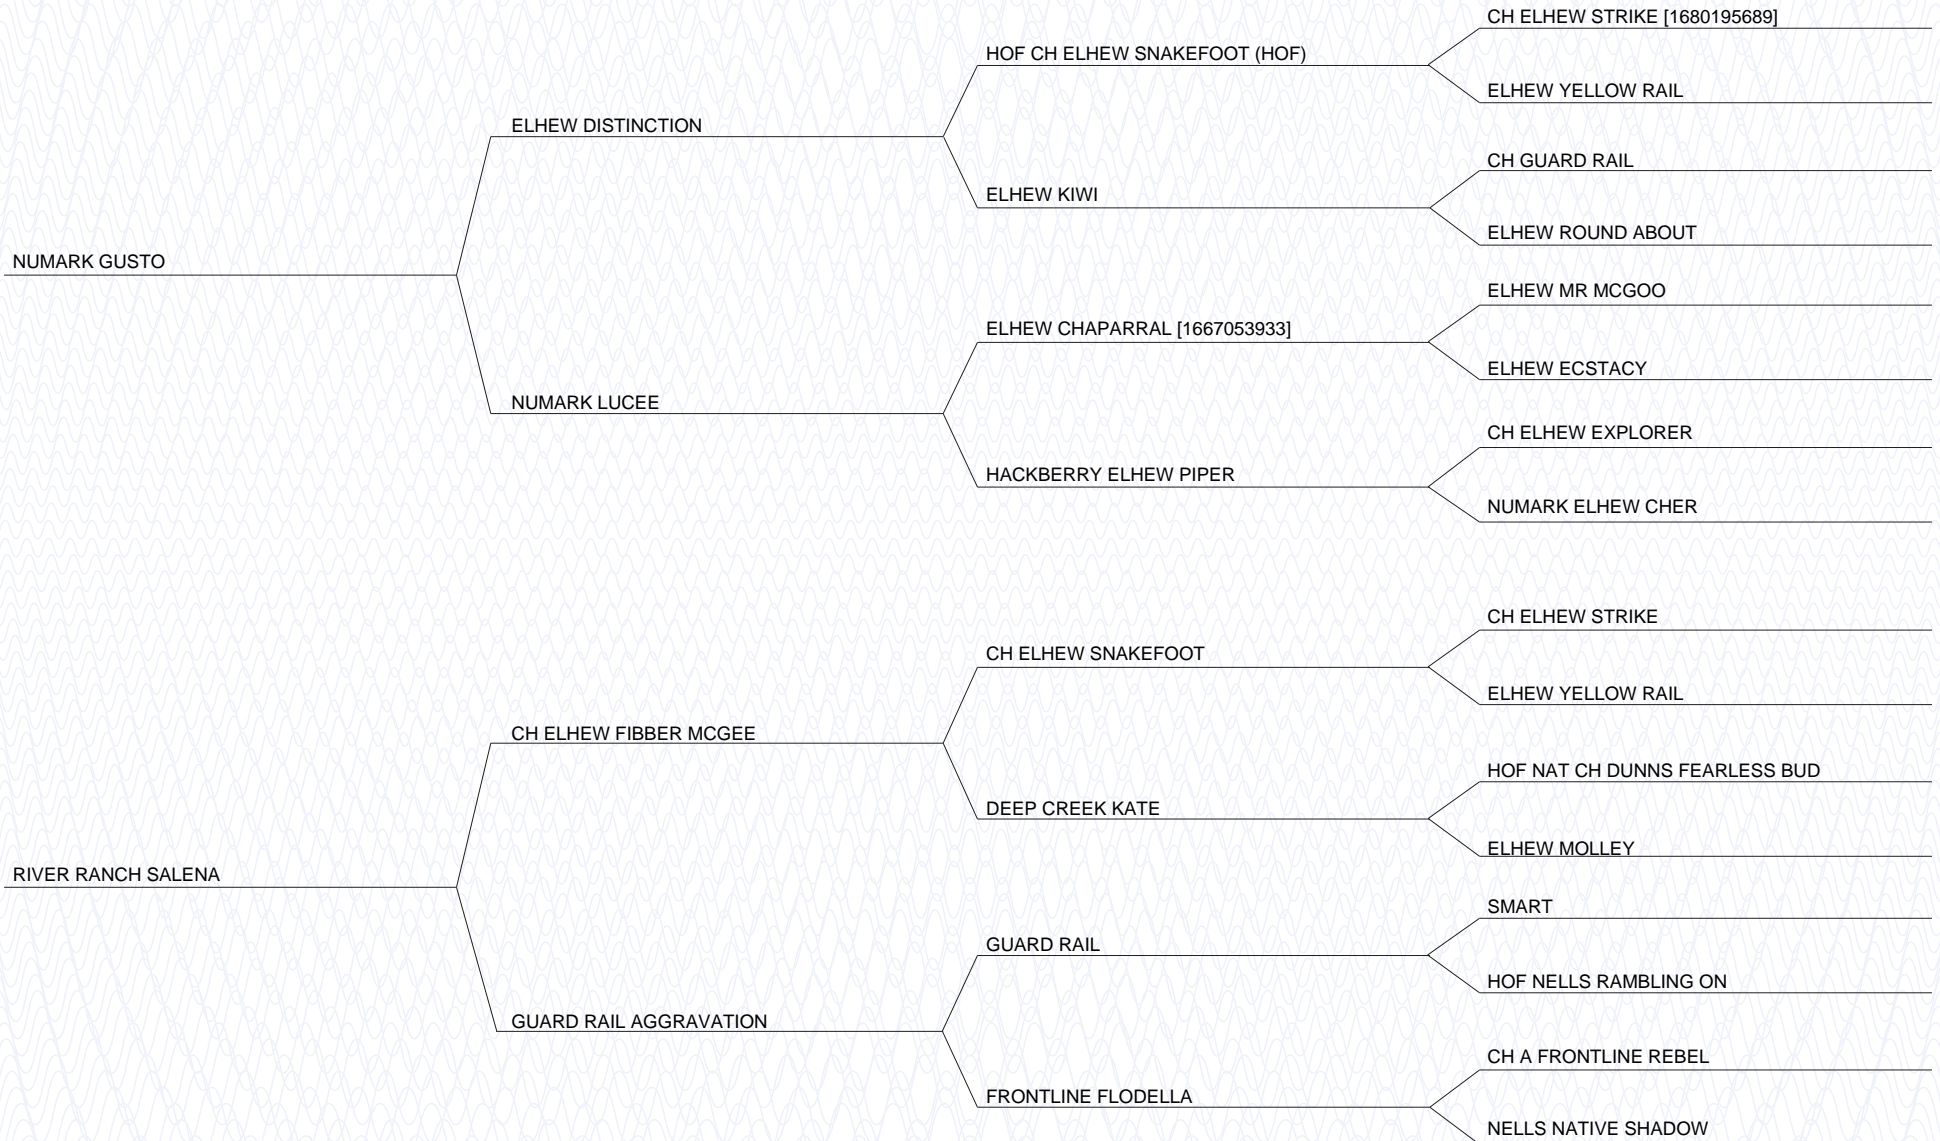 CH ELHEW STRIKE [1680195689]
HOF CH ELHEW SNAKEFOOT (HOF)
ELHEW YELLOW RAIL
ELHEW DISTINCTION
CH GUARD RAIL
ELHEW KIWI
ELHEW ROUND ABOUT
NUMARK GUSTO
ELHEW MR MCGOO
ELHEW CHAPARRAL [1667053933]
ELHEW ECSTACY
NUMARK LUCEE
CH ELHEW EXPLORER
HACKBERRY ELHEW PIPER
NUMARK ELHEW CHER
CH ELHEW STRIKE
CH ELHEW SNAKEFOOT
ELHEW YELLOW RAIL
CH ELHEW FIBBER MCGEE
HOF NAT CH DUNNS FEARLESS BUD
DEEP CREEK KATE
ELHEW MOLLEY
RIVER RANCH SALENA
SMART
GUARD RAIL
HOF NELLS RAMBLING ON
GUARD RAIL AGGRAVATION
CH A FRONTLINE REBEL
FRONTLINE FLODELLA
NELLS NATIVE SHADOW